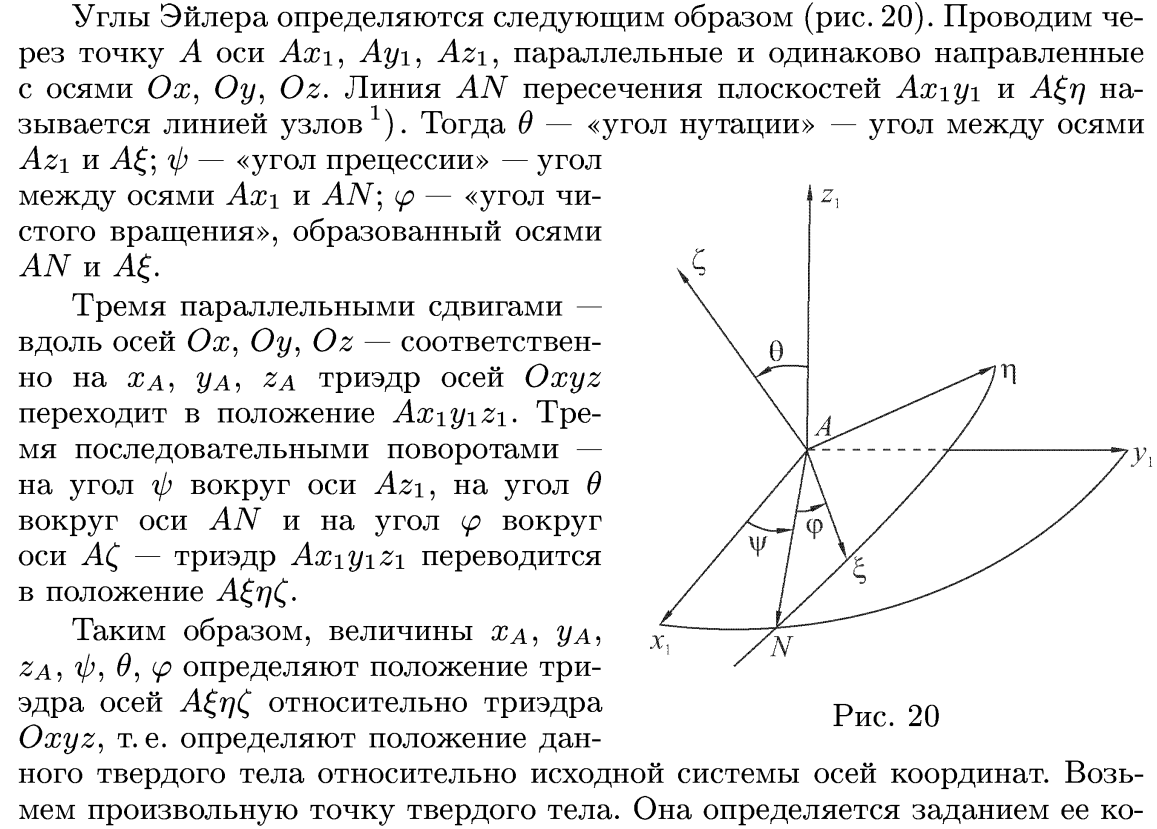 Углы Эйлера определяются следующим образом (рис. 20). Проводим че-
рез точку A оси Ax₁, Ay₁, Az₁, параллельные и одинаково направленные
с осями Ox, Oy, Oz. Линия AN пересечения плоскостей Ax₁y₁ и Aξη на-
зывается линией узлов ¹). Тогда θ — «угол нутации» — угол между осями
Az₁ и Aξ; ψ — «угол прецессии» — угол
между осями Ax₁ и AN; φ — «угол чи-
стого вращения», образованный осями
AN и Aξ.
Тремя параллельными сдвигами —
вдоль осей Ox, Oy, Oz — соответствен-
но на x_A, y_A, z_A триэдр осей Oxyz
переходит в положение Ax₁y₁z₁. Тре-
мя последовательными поворотами —
на угол ψ вокруг оси Az₁, на угол θ
вокруг оси AN и на угол φ вокруг
оси Aζ — триэдр Ax₁y₁z₁ переводится
в положение Aξηζ.
Таким образом, величины x_A, y_A,
z_A, ψ, θ, φ определяют положение три-
эдра осей Aξηζ относительно триэдра
Oxyz, т. е. определяют положение дан-
ного твердого тела относительно исходной системы осей координат. Возь-
мем произвольную точку твердого тела. Она определяется заданием ее ко-
z₁
ζ
θ
η
A
y₁
φ
ψ
ξ
x₁
N
Рис. 20